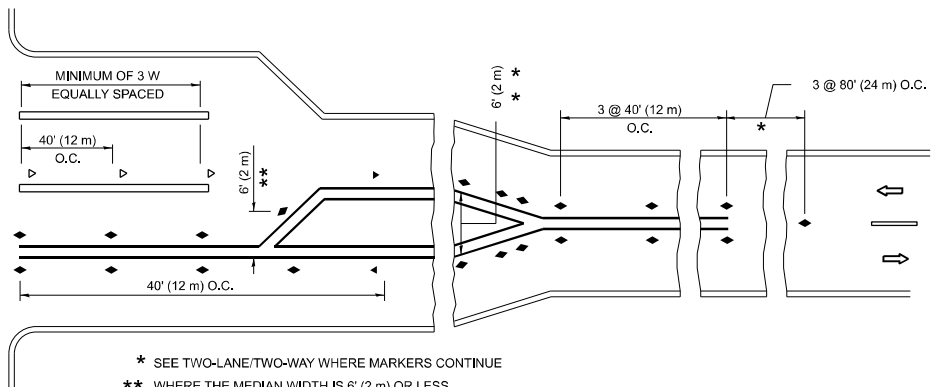 MINIMUM OF 3 W
EQUALLY SPACED
40' (12 m)
O.C.
6' (2 m)
**
6' (2 m)
**
3 @ 40' (12 m)
O.C.
3 @ 80' (24 m) O.C.
*
40' (12 m) O.C.
* SEE TWO-LANE/TWO-WAY WHERE MARKERS CONTINUE
** WHERE THE MEDIAN WIDTH IS 6' (2 m) OR LESS